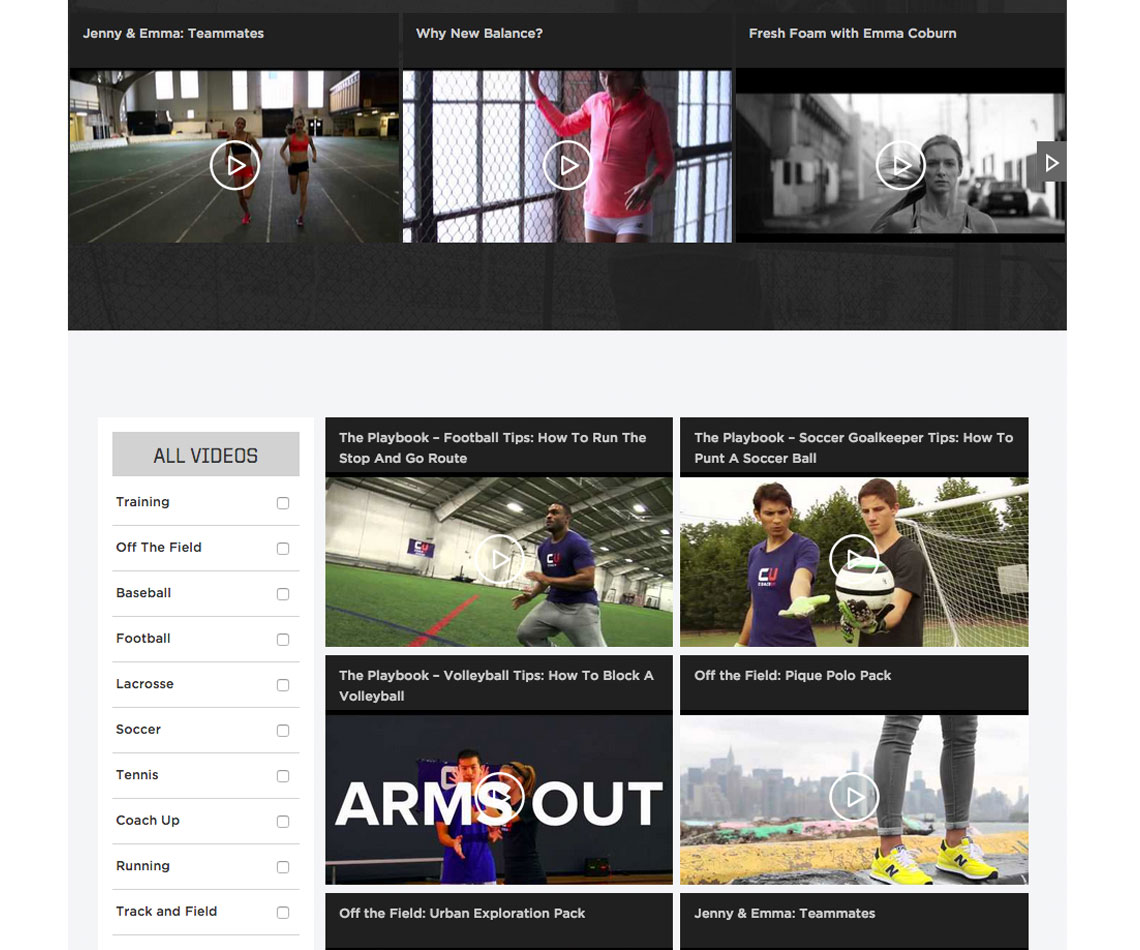 Jenny & Emma: Teammates
Why New Balance?
Fresh Foam with Emma Coburn
ALL VIDEOS
Training
Off The Field
Baseball
Football
Lacrosse
Soccer
Tennis
Coach Up
Running
Track and Field
The Playbook – Football Tips: How To Run The
Stop And Go Route
CU
CU
The Playbook – Soccer Goalkeeper Tips: How To
Punt A Soccer Ball
CU
The Playbook – Volleyball Tips: How To Block A
Volleyball
ARMS OUT
Off the Field: Pique Polo Pack
N
N
Off the Field: Urban Exploration Pack
Jenny & Emma: Teammates